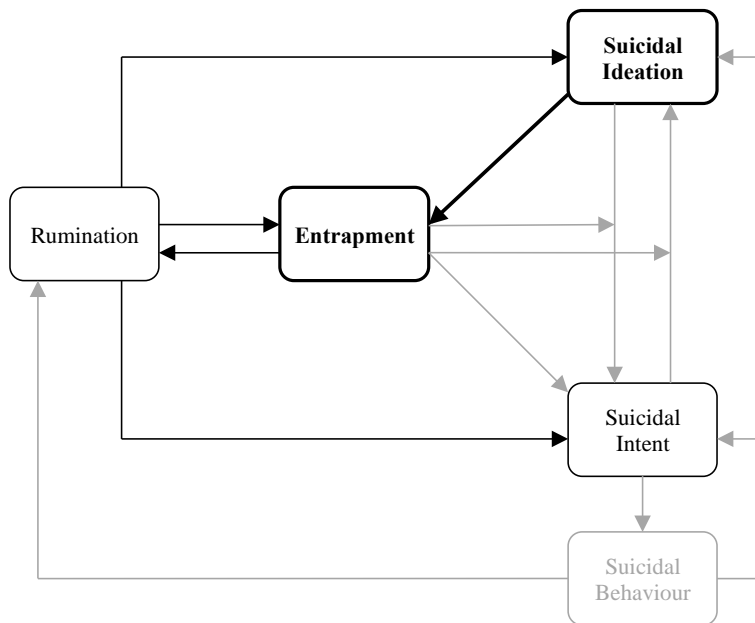 Suicidal
Ideation
Rumination
Entrapment
Suicidal
Intent
Suicidal
Behaviour